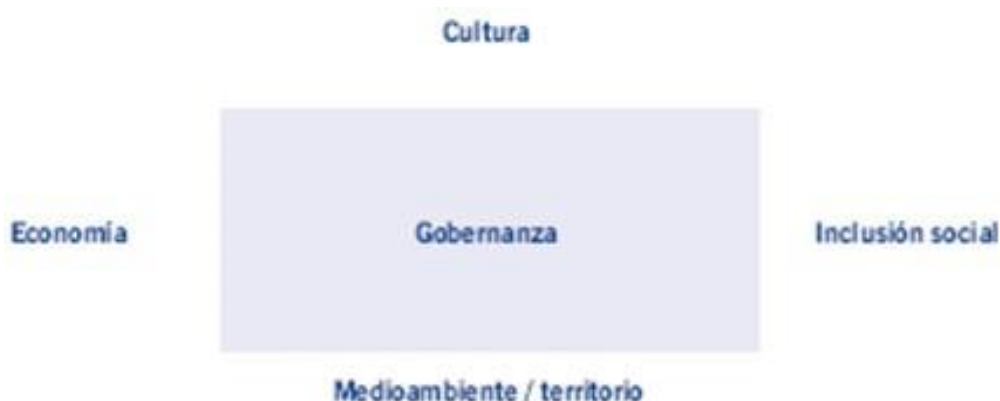 Cultura
Economía
Gobernanza
Inclusión social
Medioambiente / territorio